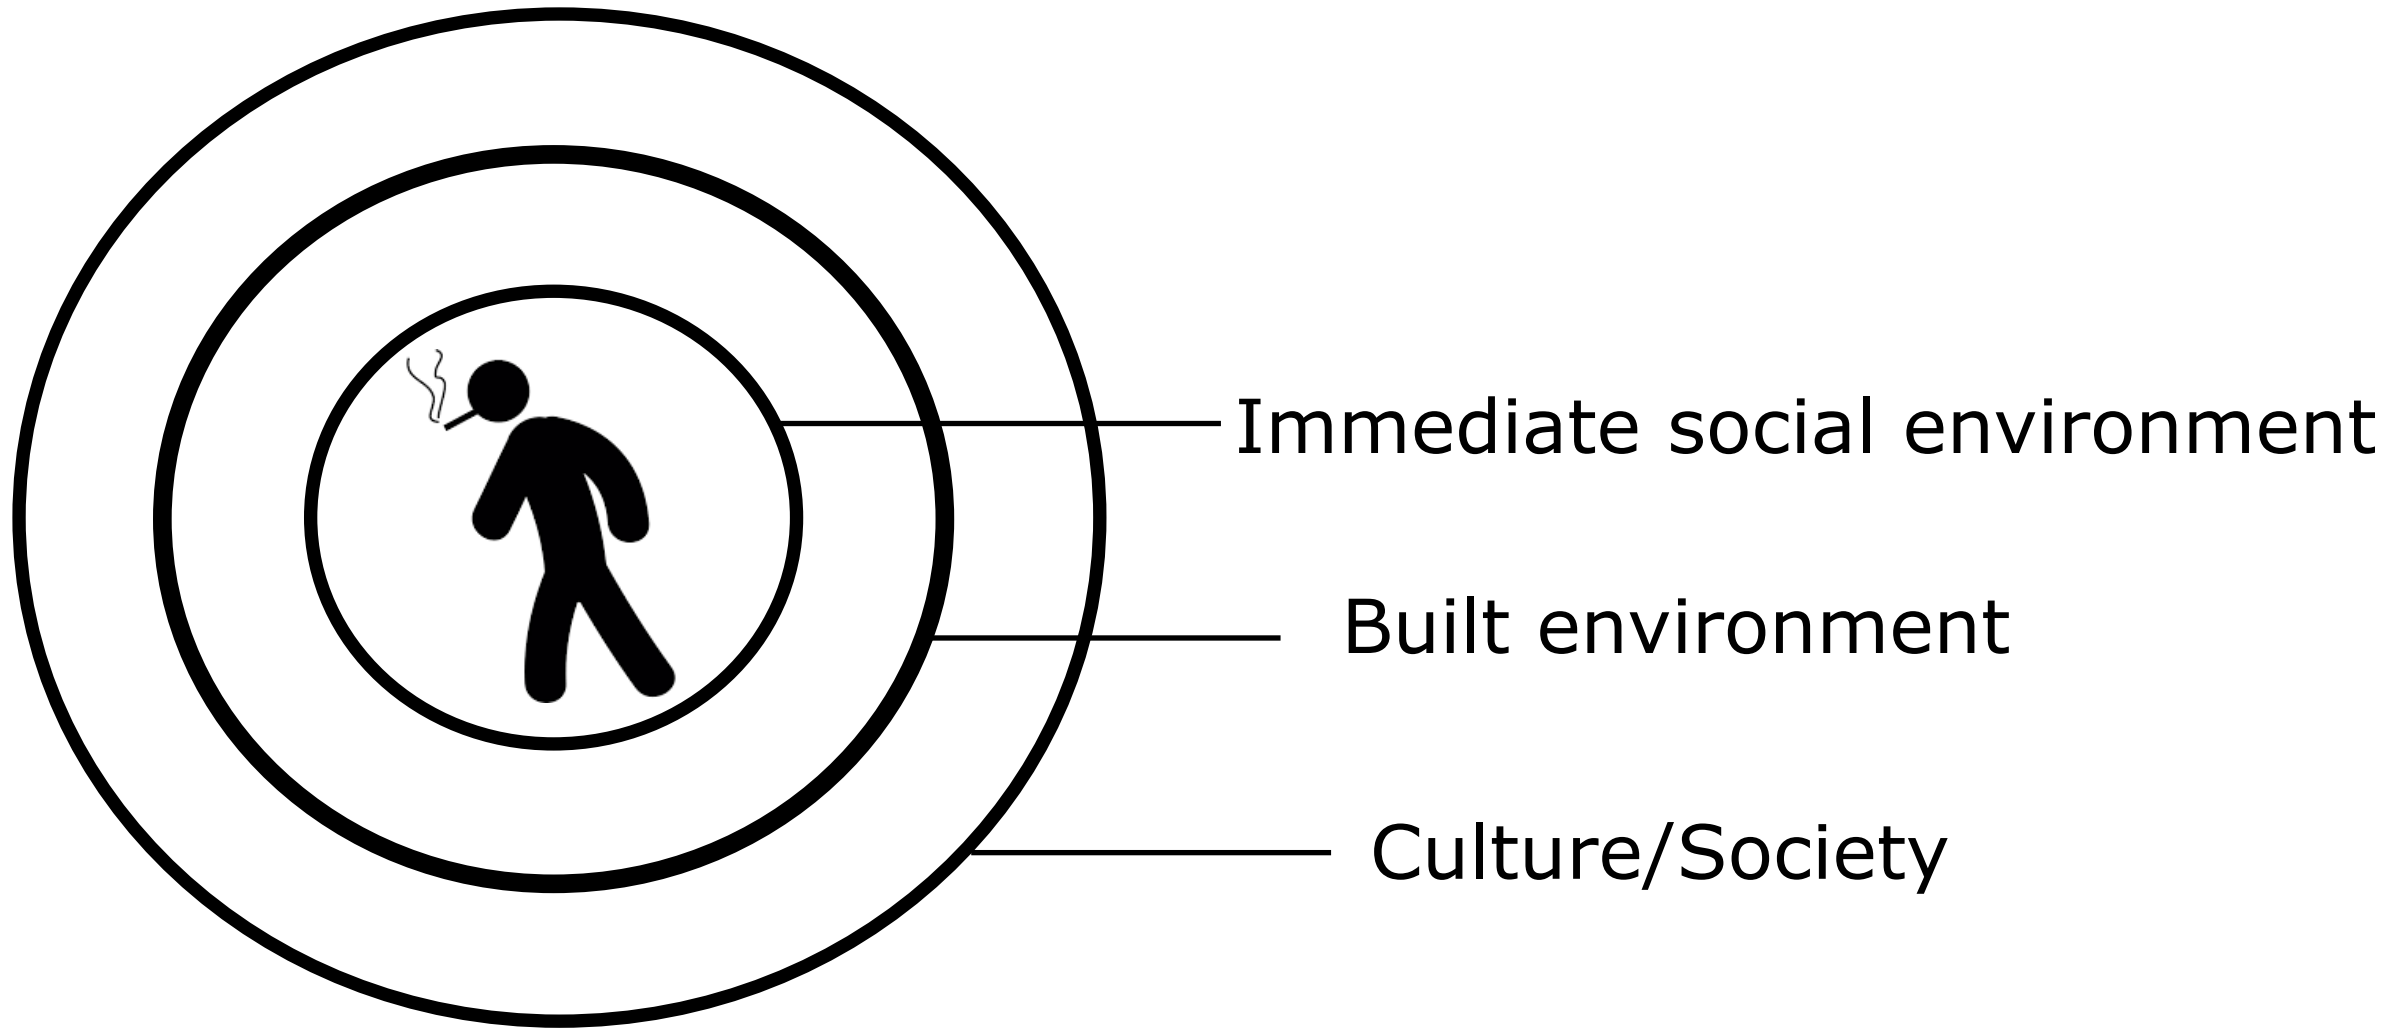 Immediate social environment
Built environment
Culture/Society